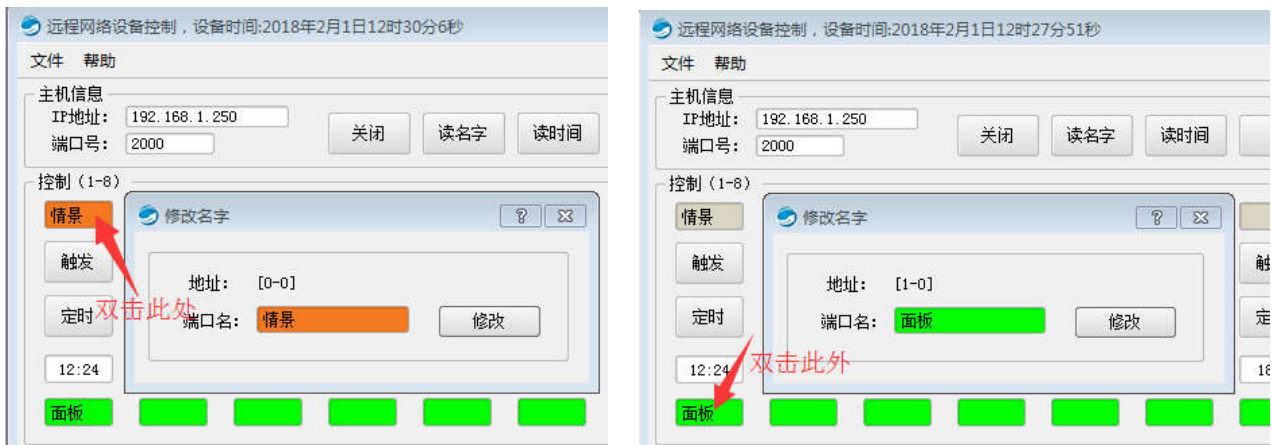 远程网络设备控制，设备时间:2018年2月1日12时30分6秒
文件 帮助
主机信息
IP地址： 192.168.1.250
端口号： 2000
关闭 读名字 读时间
控制（1-8）
情景
修改名字
触发
地址： [0-0]
双击此处
定时
端口名： 情景 修改
12:24
面板
远程网络设备控制，设备时间:2018年2月1日12时27分51秒
文件 帮助
主机信息
IP地址： 192.168.1.250
端口号： 2000
关闭 读名字 读时间
控制（1-8）
情景
修改名字
触发
地址： [1-0]
定时
端口名： 面板 修改
12:24
双击此外
18
面板